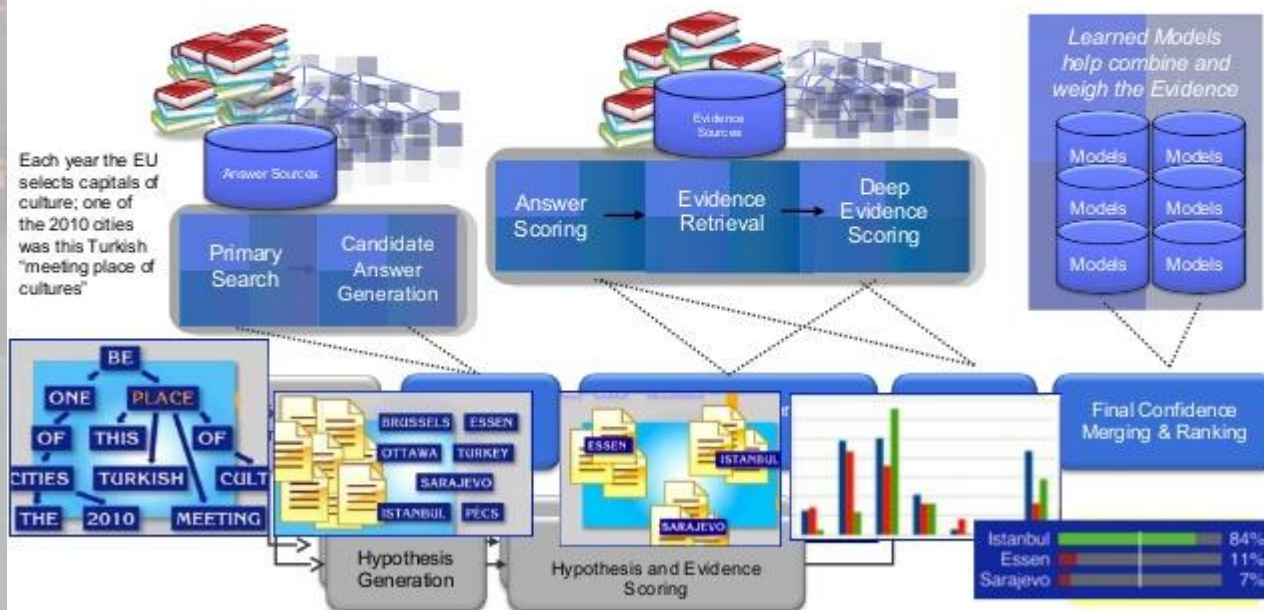 Learned Models
help combine and
weigh the Evidence
Models
Models
Models
Models
Models
Models
Each year the EU
selects capitals of
culture; one of
the 2010 cities
was this Turkish
"meeting place of
cultures"
Answer Sources
Evidence
Sources
Primary
Search
Candidate
Answer
Generation
Answer
Scoring
Evidence
Retrieval
Deep
Evidence
Scoring
BE
ONE
PLACE
OF
THIS
OF
CITIES
TURKISH
CULT
THE
2010
MEETING
BRUSSELS
ESSEN
OTTAWA
TURKEY
SARAJEVO
ISTANBUL
PÉCS
ESSEN
ISTANBUL
SARAJEVO
Final Confidence
Merging & Ranking
Hypothesis
Generation
Hypothesis and Evidence
Scoring
Istanbul 84%
Essen 11%
Sarajevo 7%